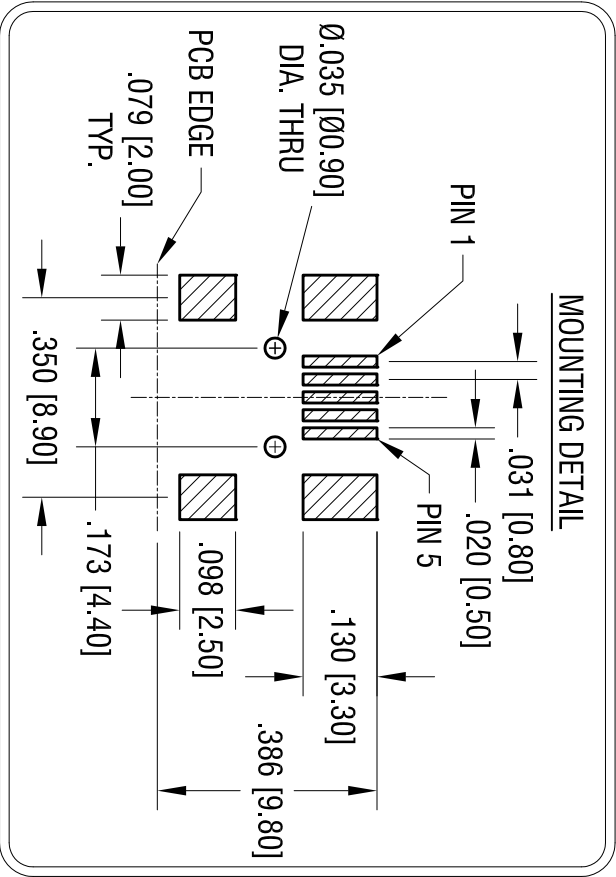 MOUNTING DETAIL
.031 [0.80]
.020 [0.50]
PIN 1
PIN 5
Ø.035 [Ø0.90]
DIA. THRU
.130 [3.30]
.386 [9.80]
PCB EDGE
.098 [2.50]
.079 [2.00]
TYP.
.173 [4.40]
.350 [8.90]